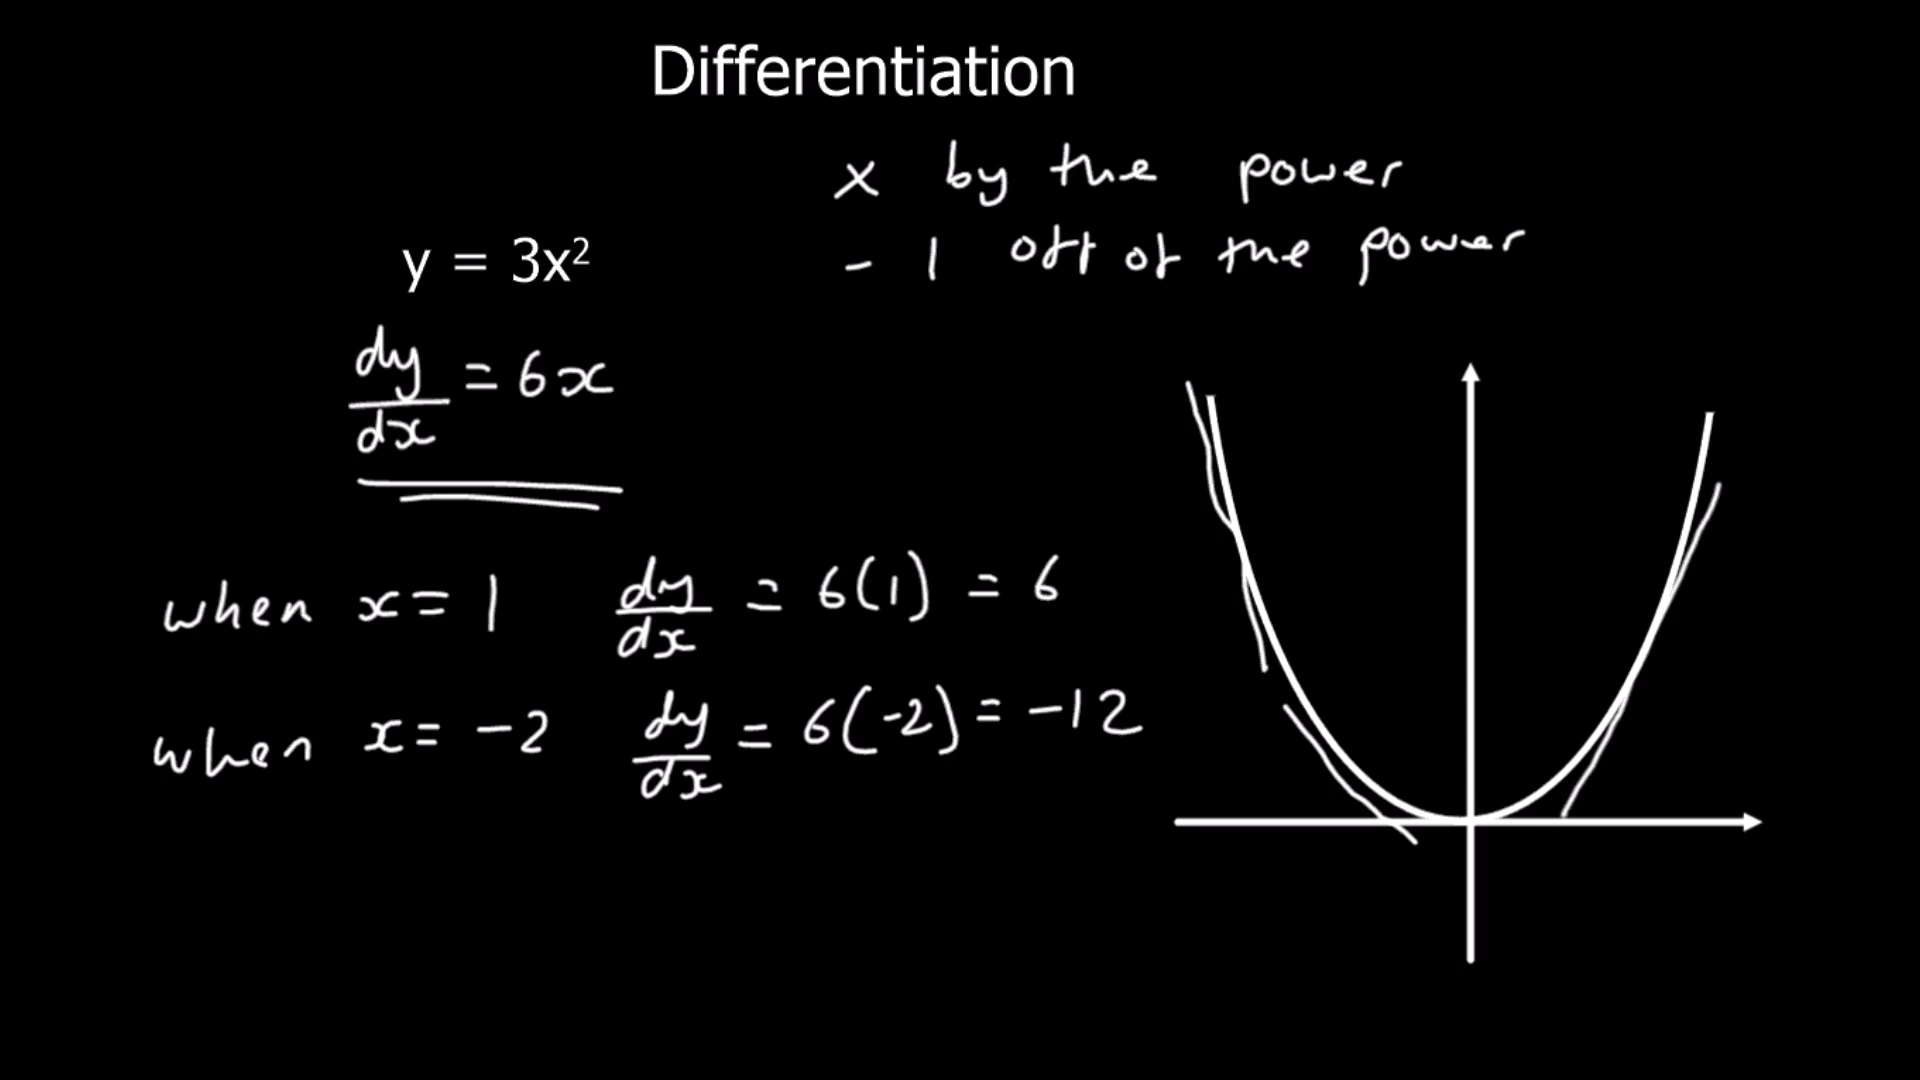 Differentiation
× by the power
- 1 off of the power
y = 3x²
dy/dx = 6x
when x = 1 dy/dx = 6(1) = 6
when x = -2 dy/dx = 6(-2) = -12